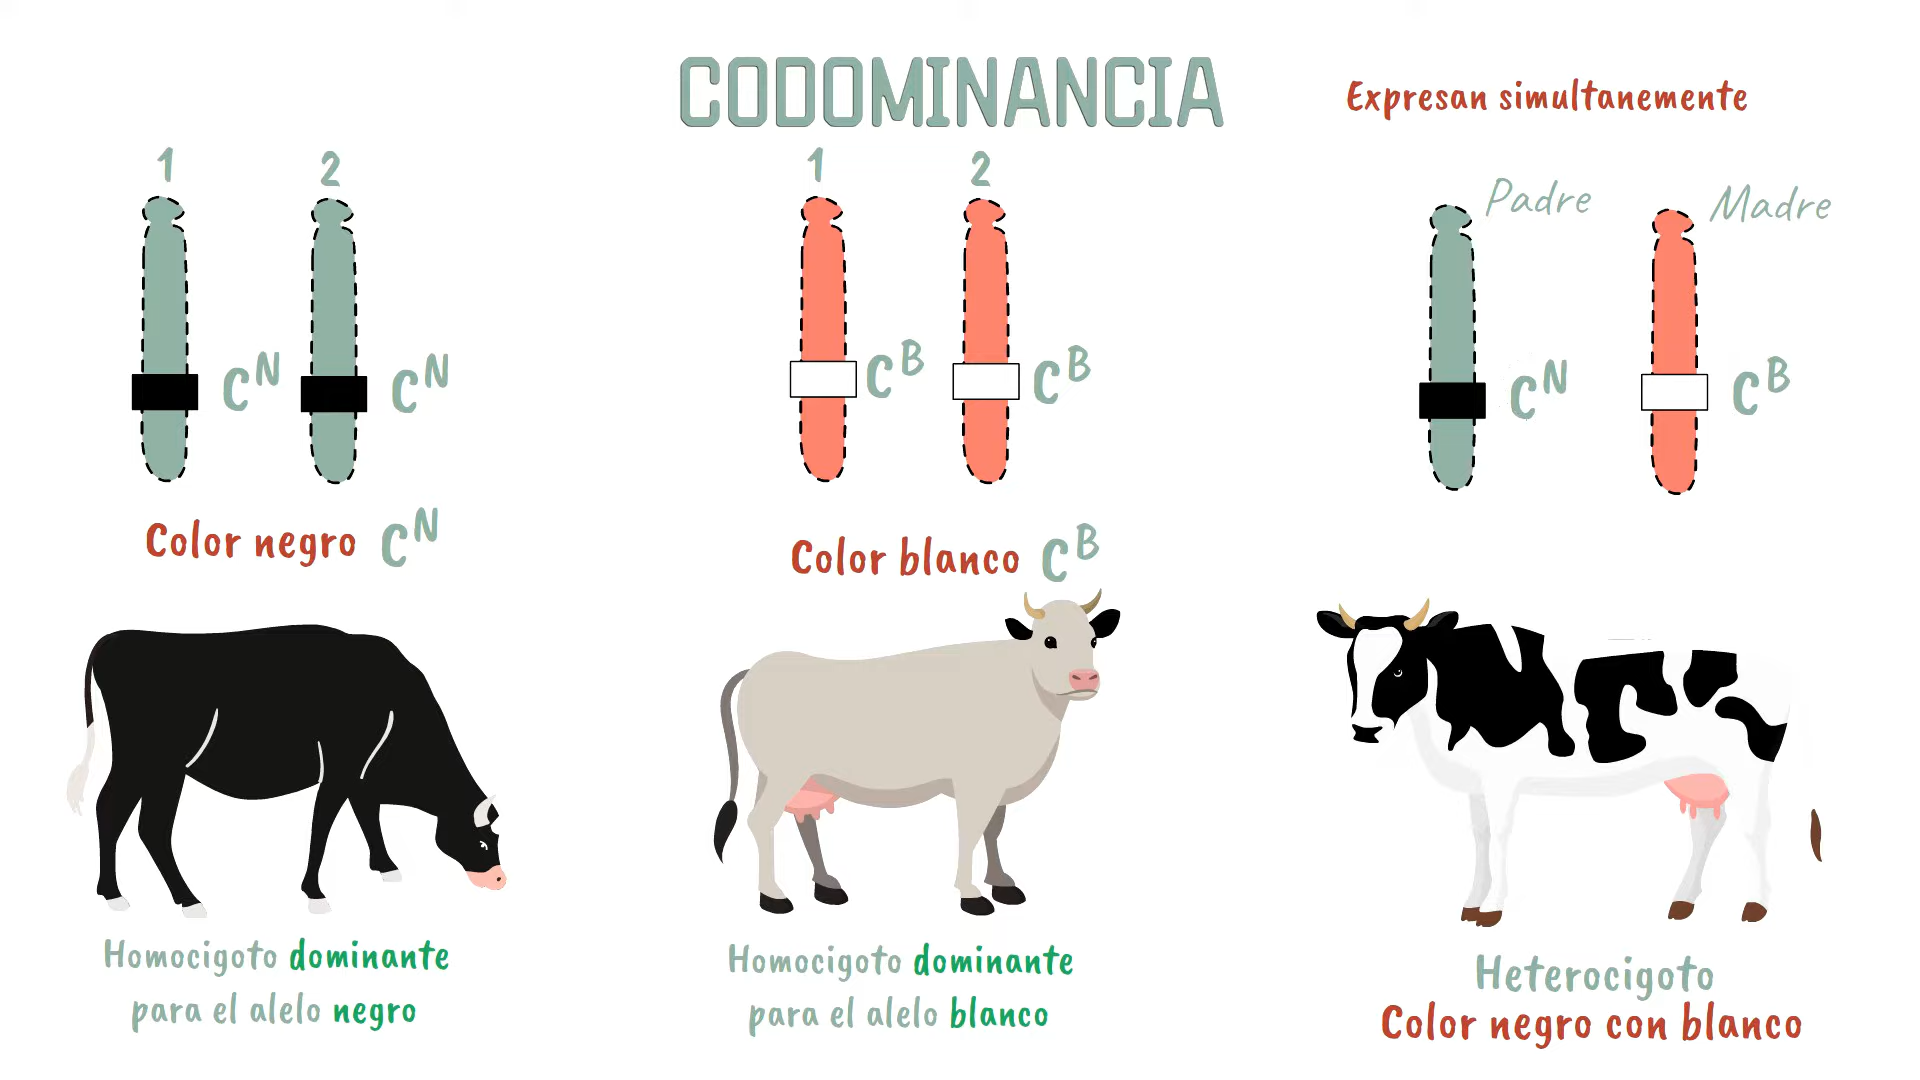 CODOMINANCIA
Expresan simultanemente
1 2
1 2
Padre Madre
C^N C^N
C^B C^B
C^N C^B
Color negro C^N
Color blanco C^B
Homocigoto dominante
para el alelo negro
Homocigoto dominante
para el alelo blanco
Heterocigoto
Color negro con blanco